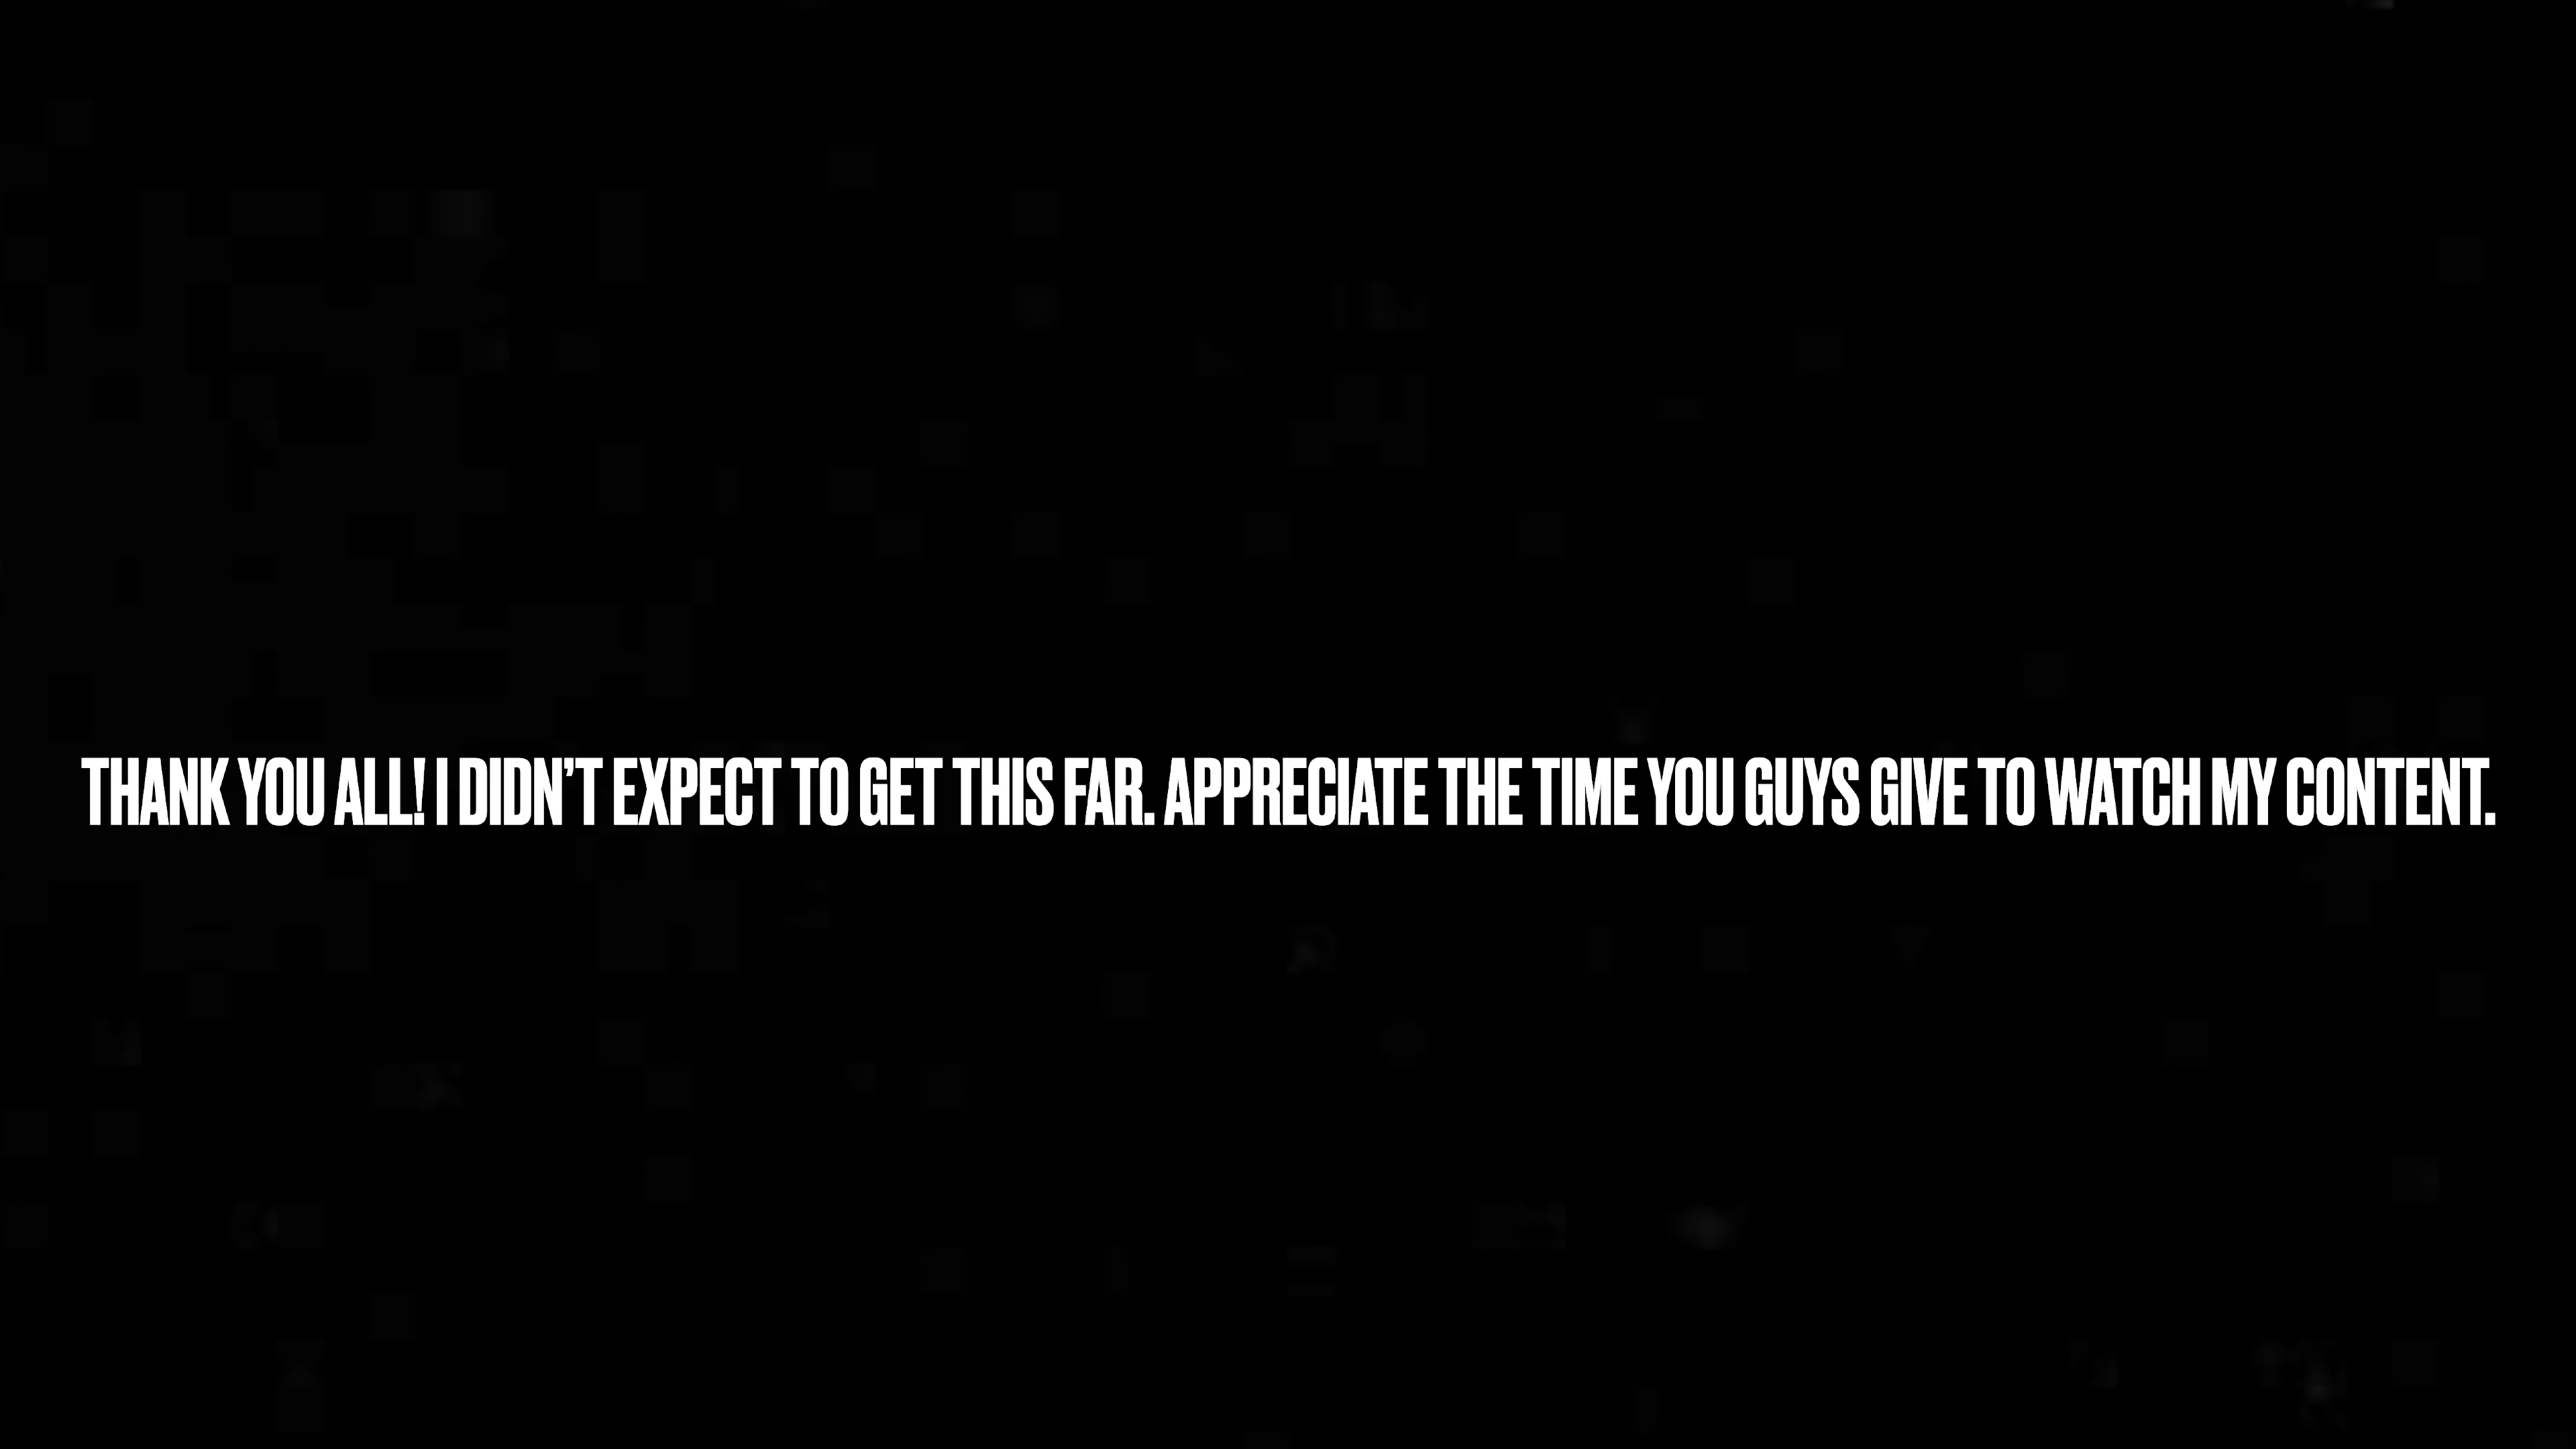 THANK YOU ALL! I DIDN’T EXPECT TO GET THIS FAR. APPRECIATE THE TIME YOU GUYS GIVE TO WATCH MY CONTENT.